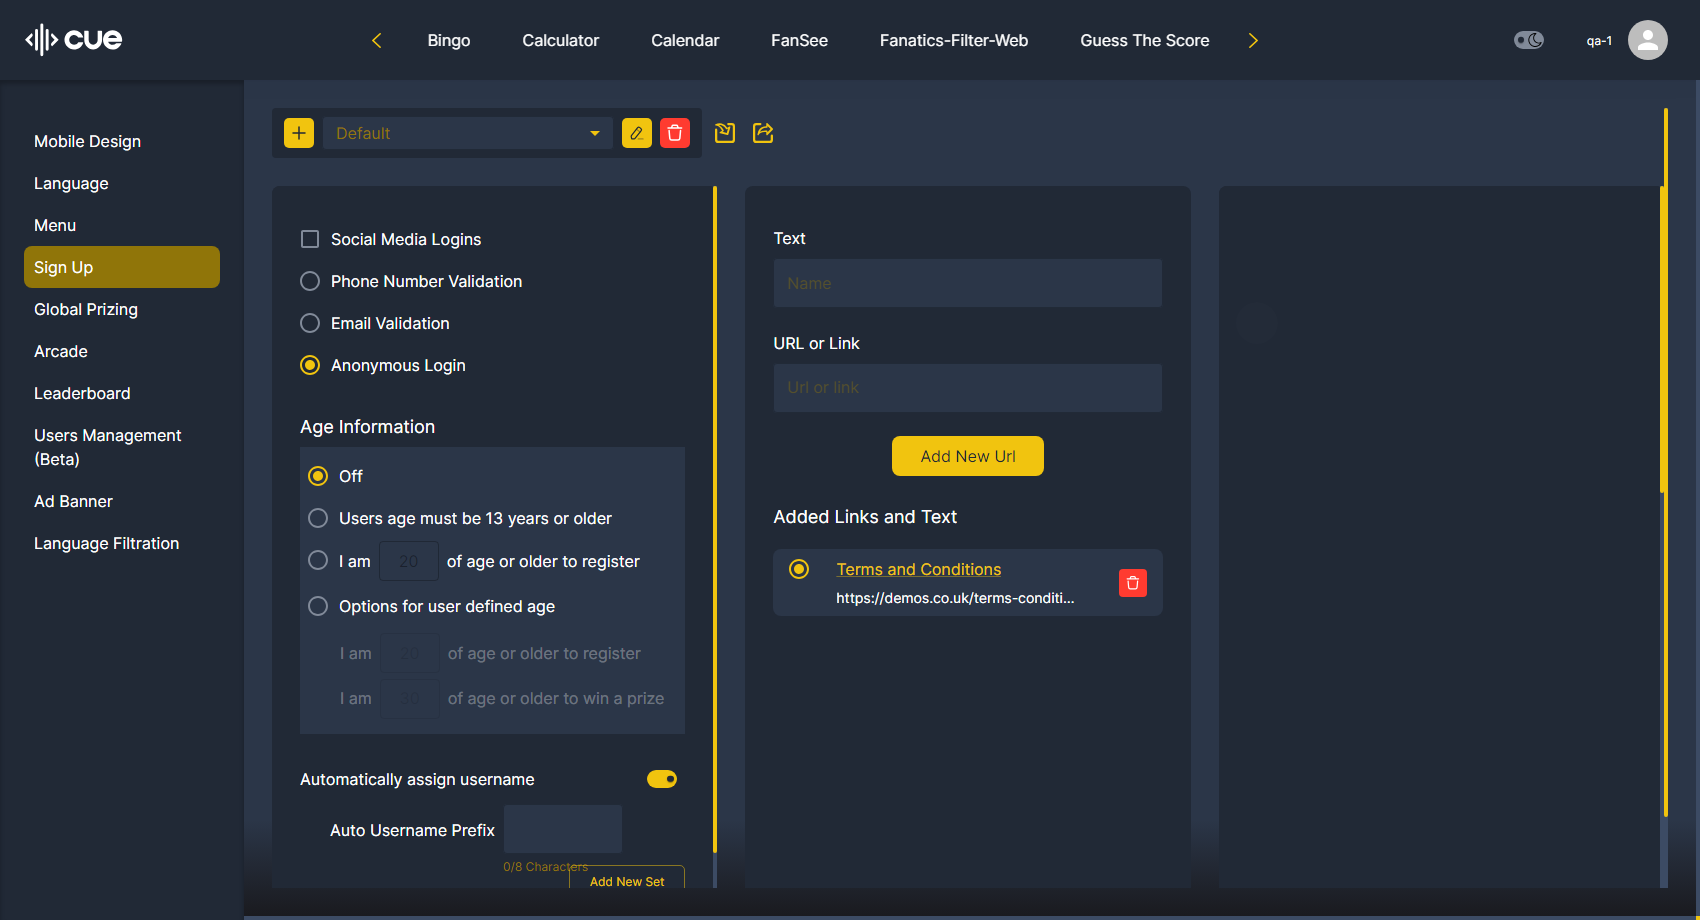 cue
Bingo
Calculator
Calendar
FanSee
Fanatics-Filter-Web
Guess The Score
qa-1
Mobile Design
Language
Menu
Sign Up
Global Prizing
Arcade
Leaderboard
Users Management
(Beta)
Ad Banner
Language Filtration
Default
Social Media Logins
Phone Number Validation
Email Validation
Anonymous Login
Age Information
Off
Users age must be 13 years or older
I am 20 of age or older to register
Options for user defined age
I am 20 of age or older to register
I am 30 of age or older to win a prize
Automatically assign username
Auto Username Prefix
0/8 Characters
Add New Set
Text
Name
URL or Link
Url or link
Add New Url
Added Links and Text
Terms and Conditions
https://demos.co.uk/terms-conditi...